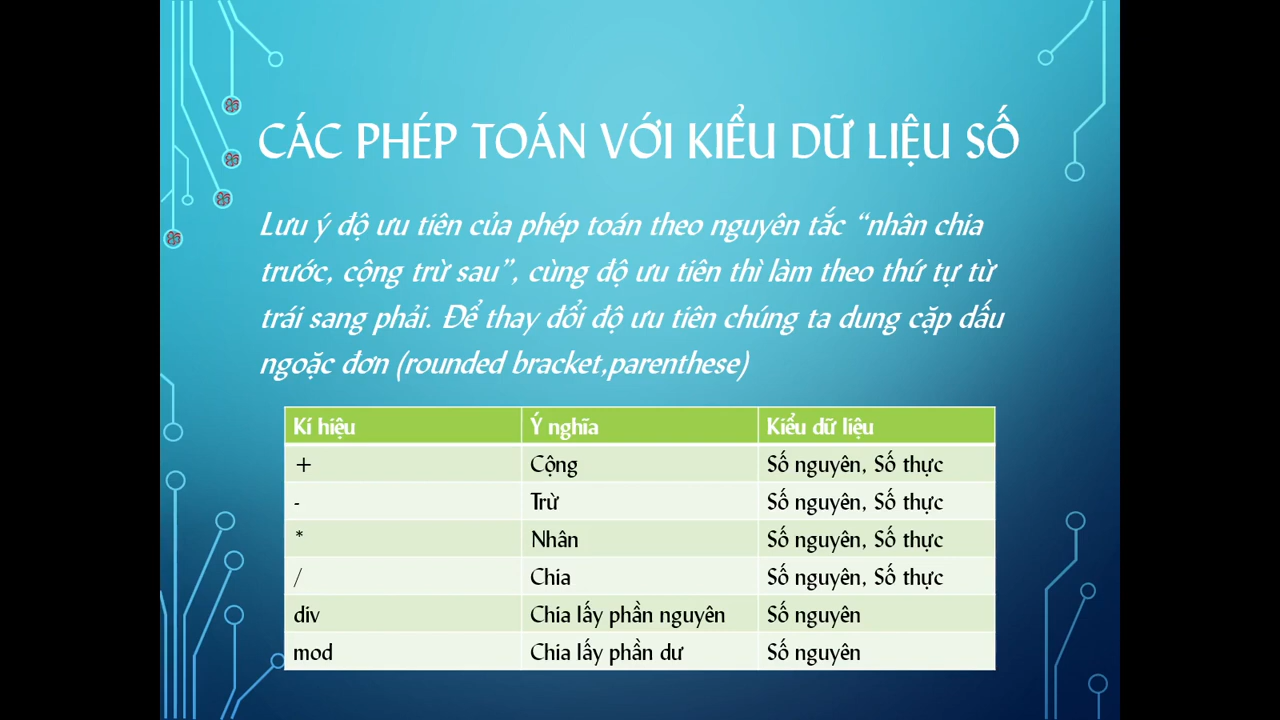 CÁC PHÉP TOÁN VỚI KIỂU DỮ LIỆU SỐ
Lưu ý độ ưu tiên của phép toán theo nguyên tắc “nhân chia
trước, cộng trừ sau”, cùng độ ưu tiên thì làm theo thứ tự từ
trái sang phải. Để thay đổi độ ưu tiên chúng ta dung cặp dấu
ngoặc đơn (rounded bracket,parenthese)
Kí hiệu Ý nghĩa Kiểu dữ liệu
+ Cộng Số nguyên, Số thực
- Trừ Số nguyên, Số thực
* Nhân Số nguyên, Số thực
/ Chia Số nguyên, Số thực
div Chia lấy phần nguyên Số nguyên
mod Chia lấy phần dư Số nguyên